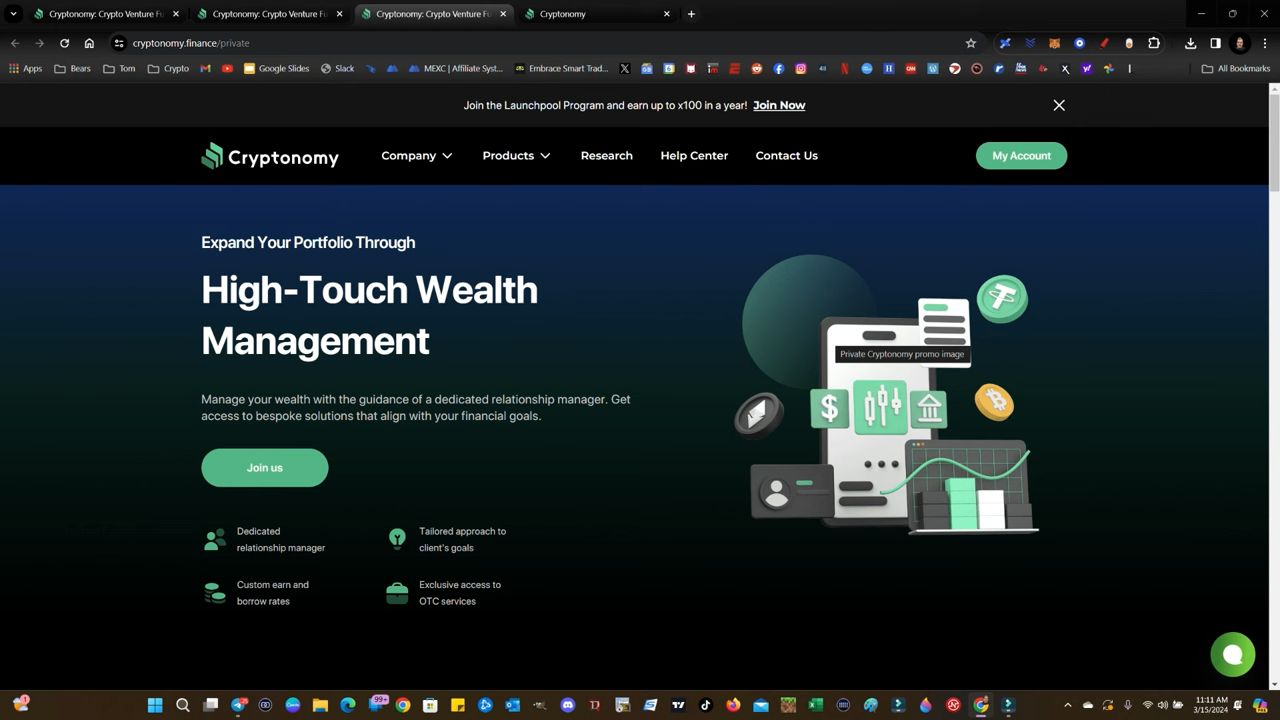 Cryptonomy: Crypto Venture Fu
Cryptonomy: Crypto Venture Fu
Cryptonomy: Crypto Venture Fu
Cryptonomy
cryptonomy.finance/private
Apps
Bears
Tom
Crypto
Google Slides
Slack
MEXC | Affiliate Syst...
Embrace Smart Trad...
All Bookmarks
Join the Launchpool Program and earn up to x100 in a year! Join Now
Cryptonomy
Company
Products
Research
Help Center
Contact Us
My Account
Expand Your Portfolio Through
High-Touch Wealth
Management
Private Cryptonomy promo image
Manage your wealth with the guidance of a dedicated relationship manager. Get
access to bespoke solutions that align with your financial goals.
Join us
Dedicated
relationship manager
Tailored approach to
client's goals
Custom earn and
borrow rates
Exclusive access to
OTC services
99+
11:11 AM
3/15/2024